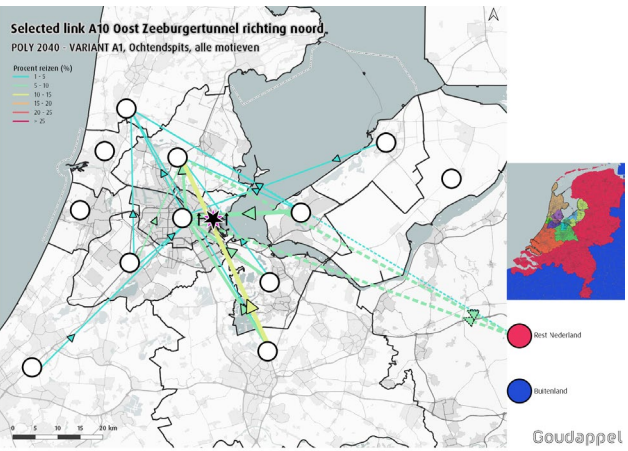 Selected link A10 Oost Zeeburgertunnel richting noord
POLY 2040 - VARIANT A1, Ochtendspits, alle motieven
Procent reizen (%)
1 - 5
5 - 10
10 - 15
15 - 20
20 - 25
> 25
Rest Nederland
Buitenland
0 5 10 15 20 km
Goudappel